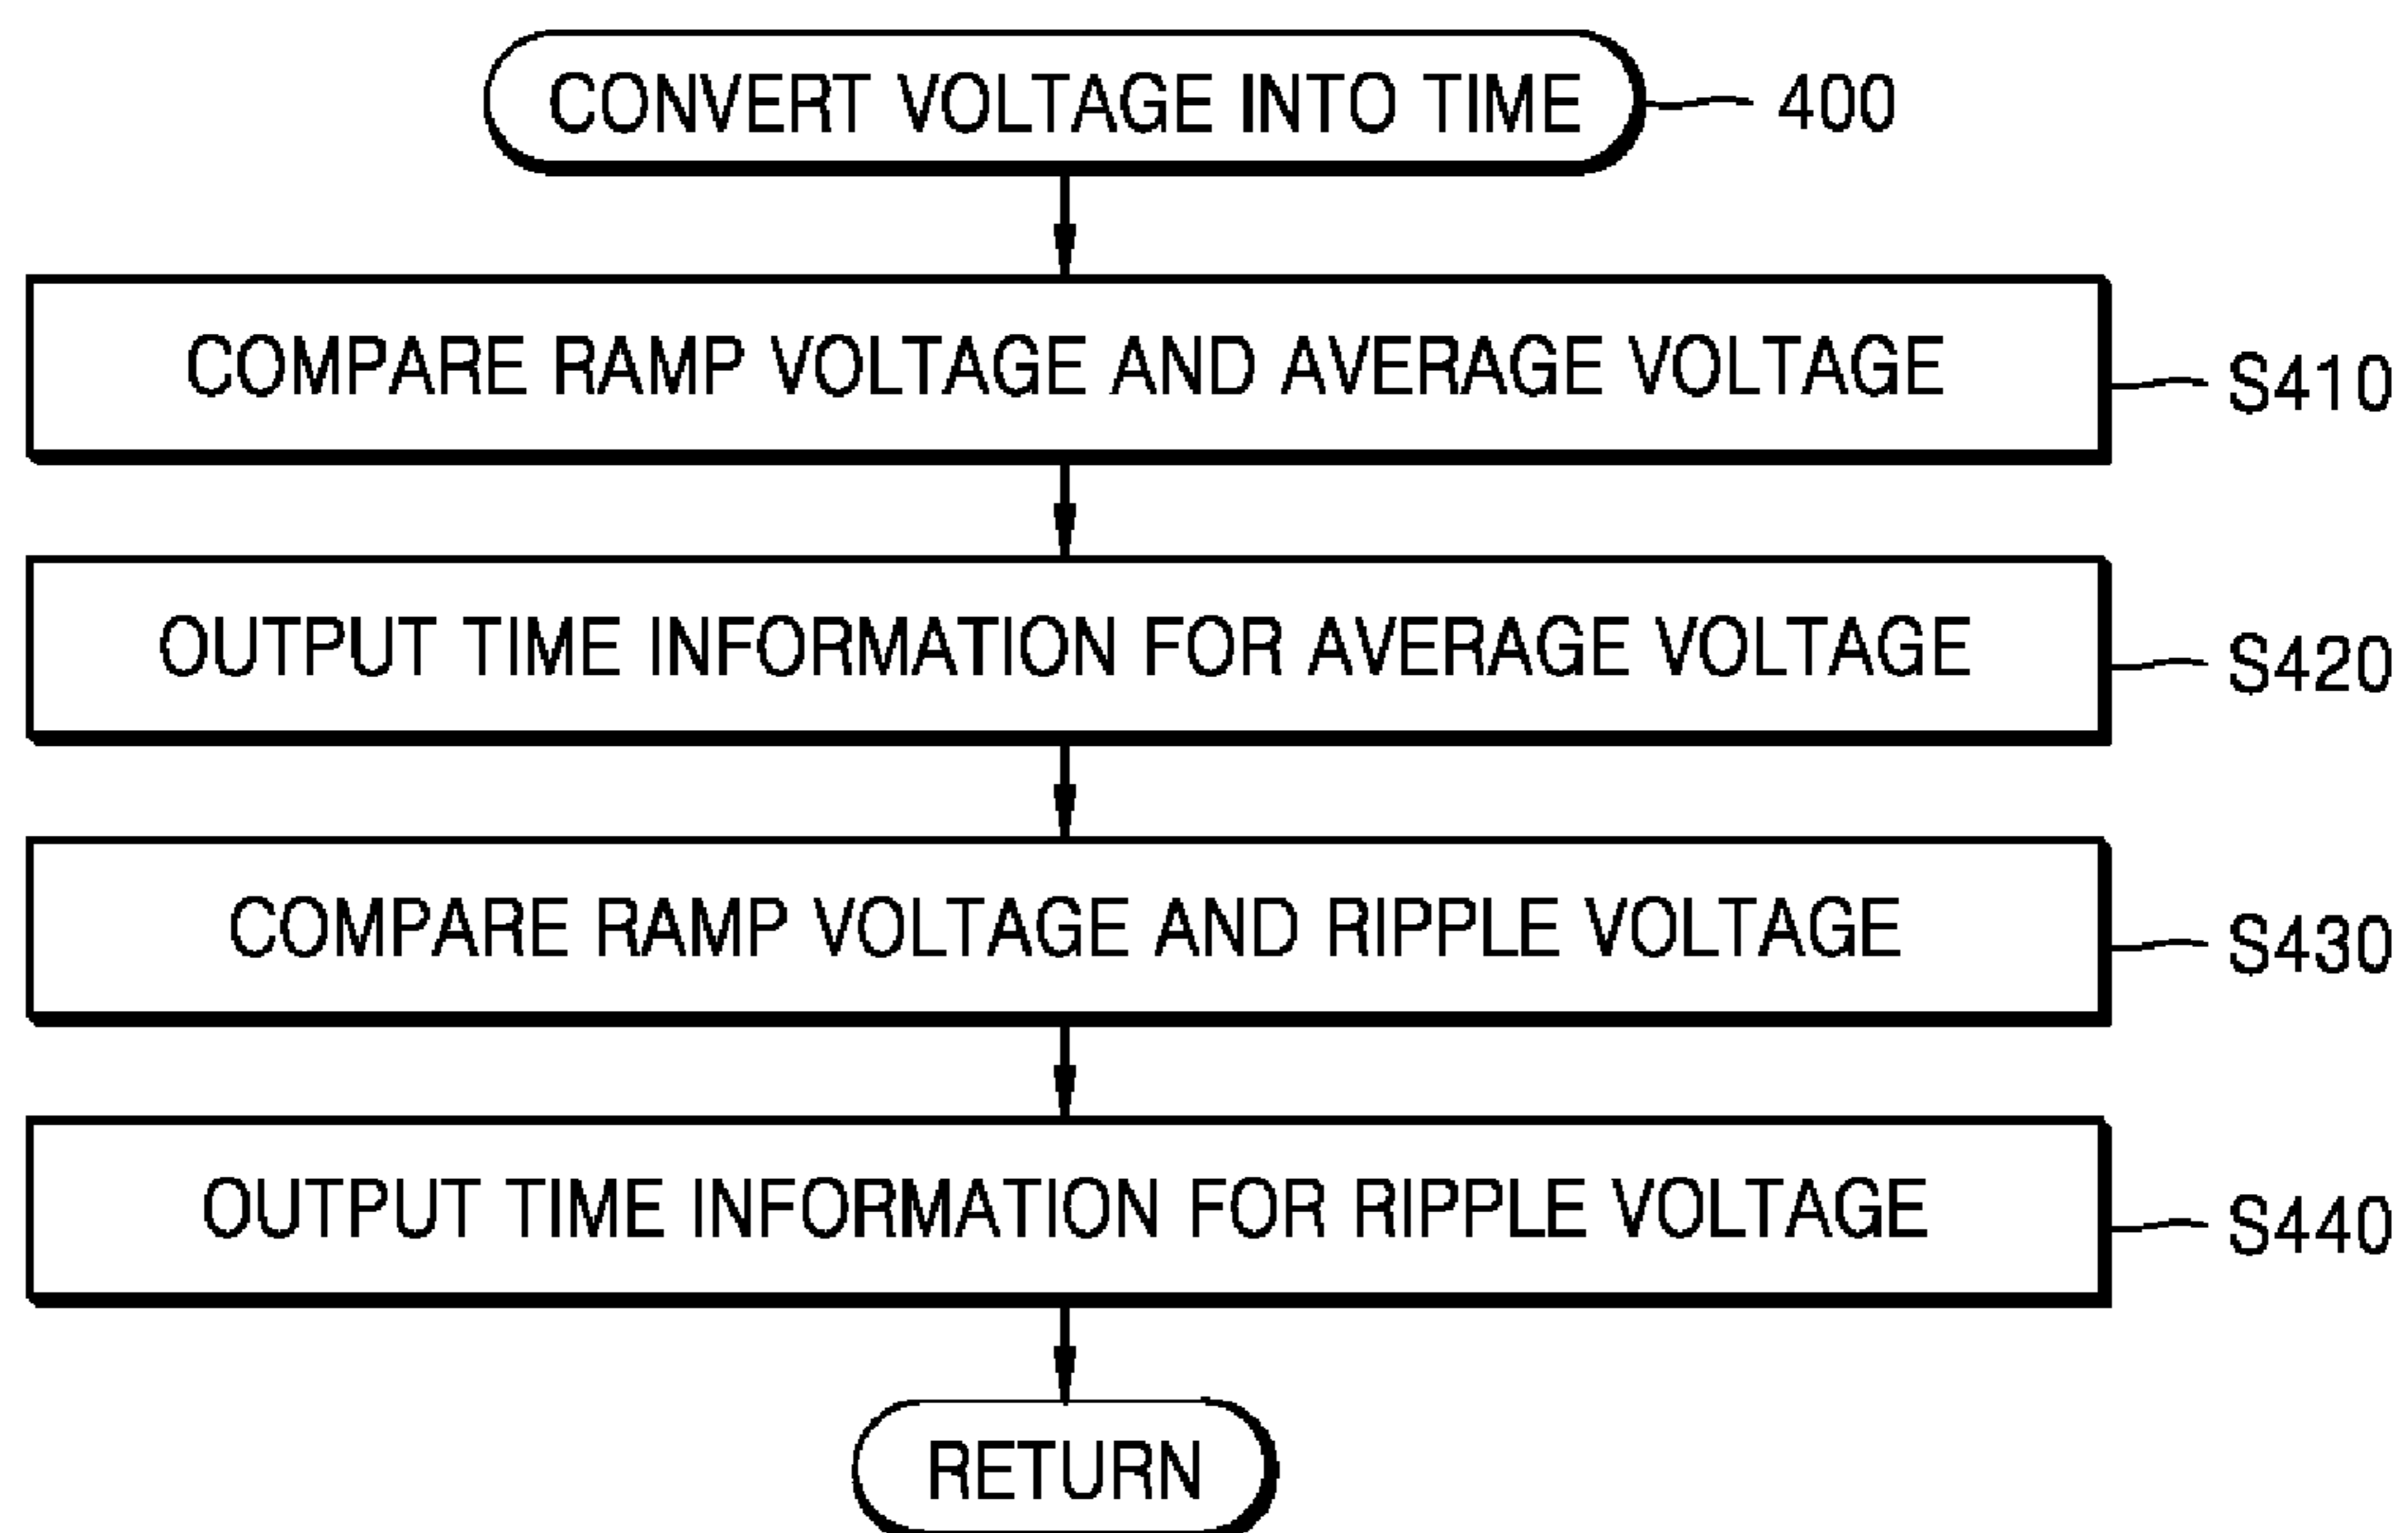 CONVERT VOLTAGE INTO TIME 400
COMPARE RAMP VOLTAGE AND AVERAGE VOLTAGE S410
OUTPUT TIME INFORMATION FOR AVERAGE VOLTAGE S420
COMPARE RAMP VOLTAGE AND RIPPLE VOLTAGE S430
OUTPUT TIME INFORMATION FOR RIPPLE VOLTAGE S440
RETURN